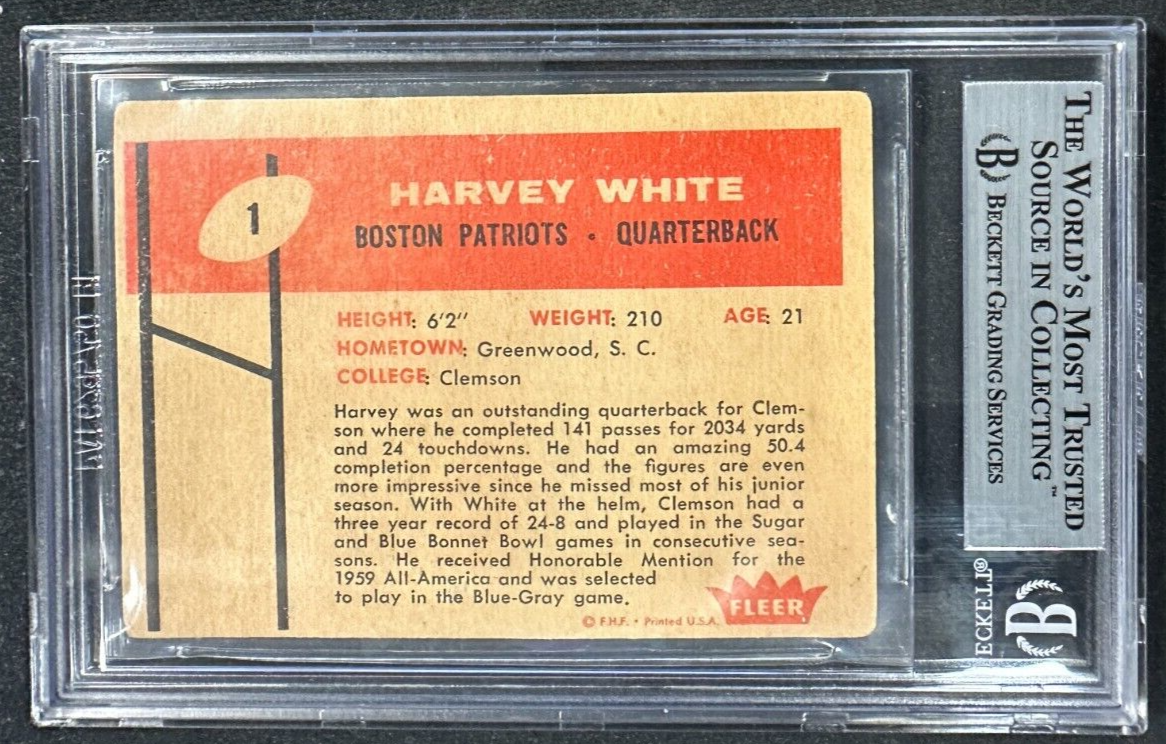 1
HARVEY WHITE
BOSTON PATRIOTS • QUARTERBACK
HEIGHT: 6'2" WEIGHT: 210 AGE: 21
HOMETOWN: Greenwood, S. C.
COLLEGE: Clemson
Harvey was an outstanding quarterback for Clem-
son where he completed 141 passes for 2034 yards
and 24 touchdowns. He had an amazing 50.4
completion percentage and the figures are even
more impressive since he missed most of his junior
season. With White at the helm, Clemson had a
three year record of 24-8 and played in the Sugar
and Blue Bonnet Bowl games in consecutive sea-
sons. He received Honorable Mention for the
1959 All-America and was selected
to play in the Blue-Gray game.
FLEER
© F.H.F. • Printed U.S.A.
THE WORLD'S MOST TRUSTED
SOURCE IN COLLECTING™
B BECKETT GRADING SERVICES
B
ECKETT®